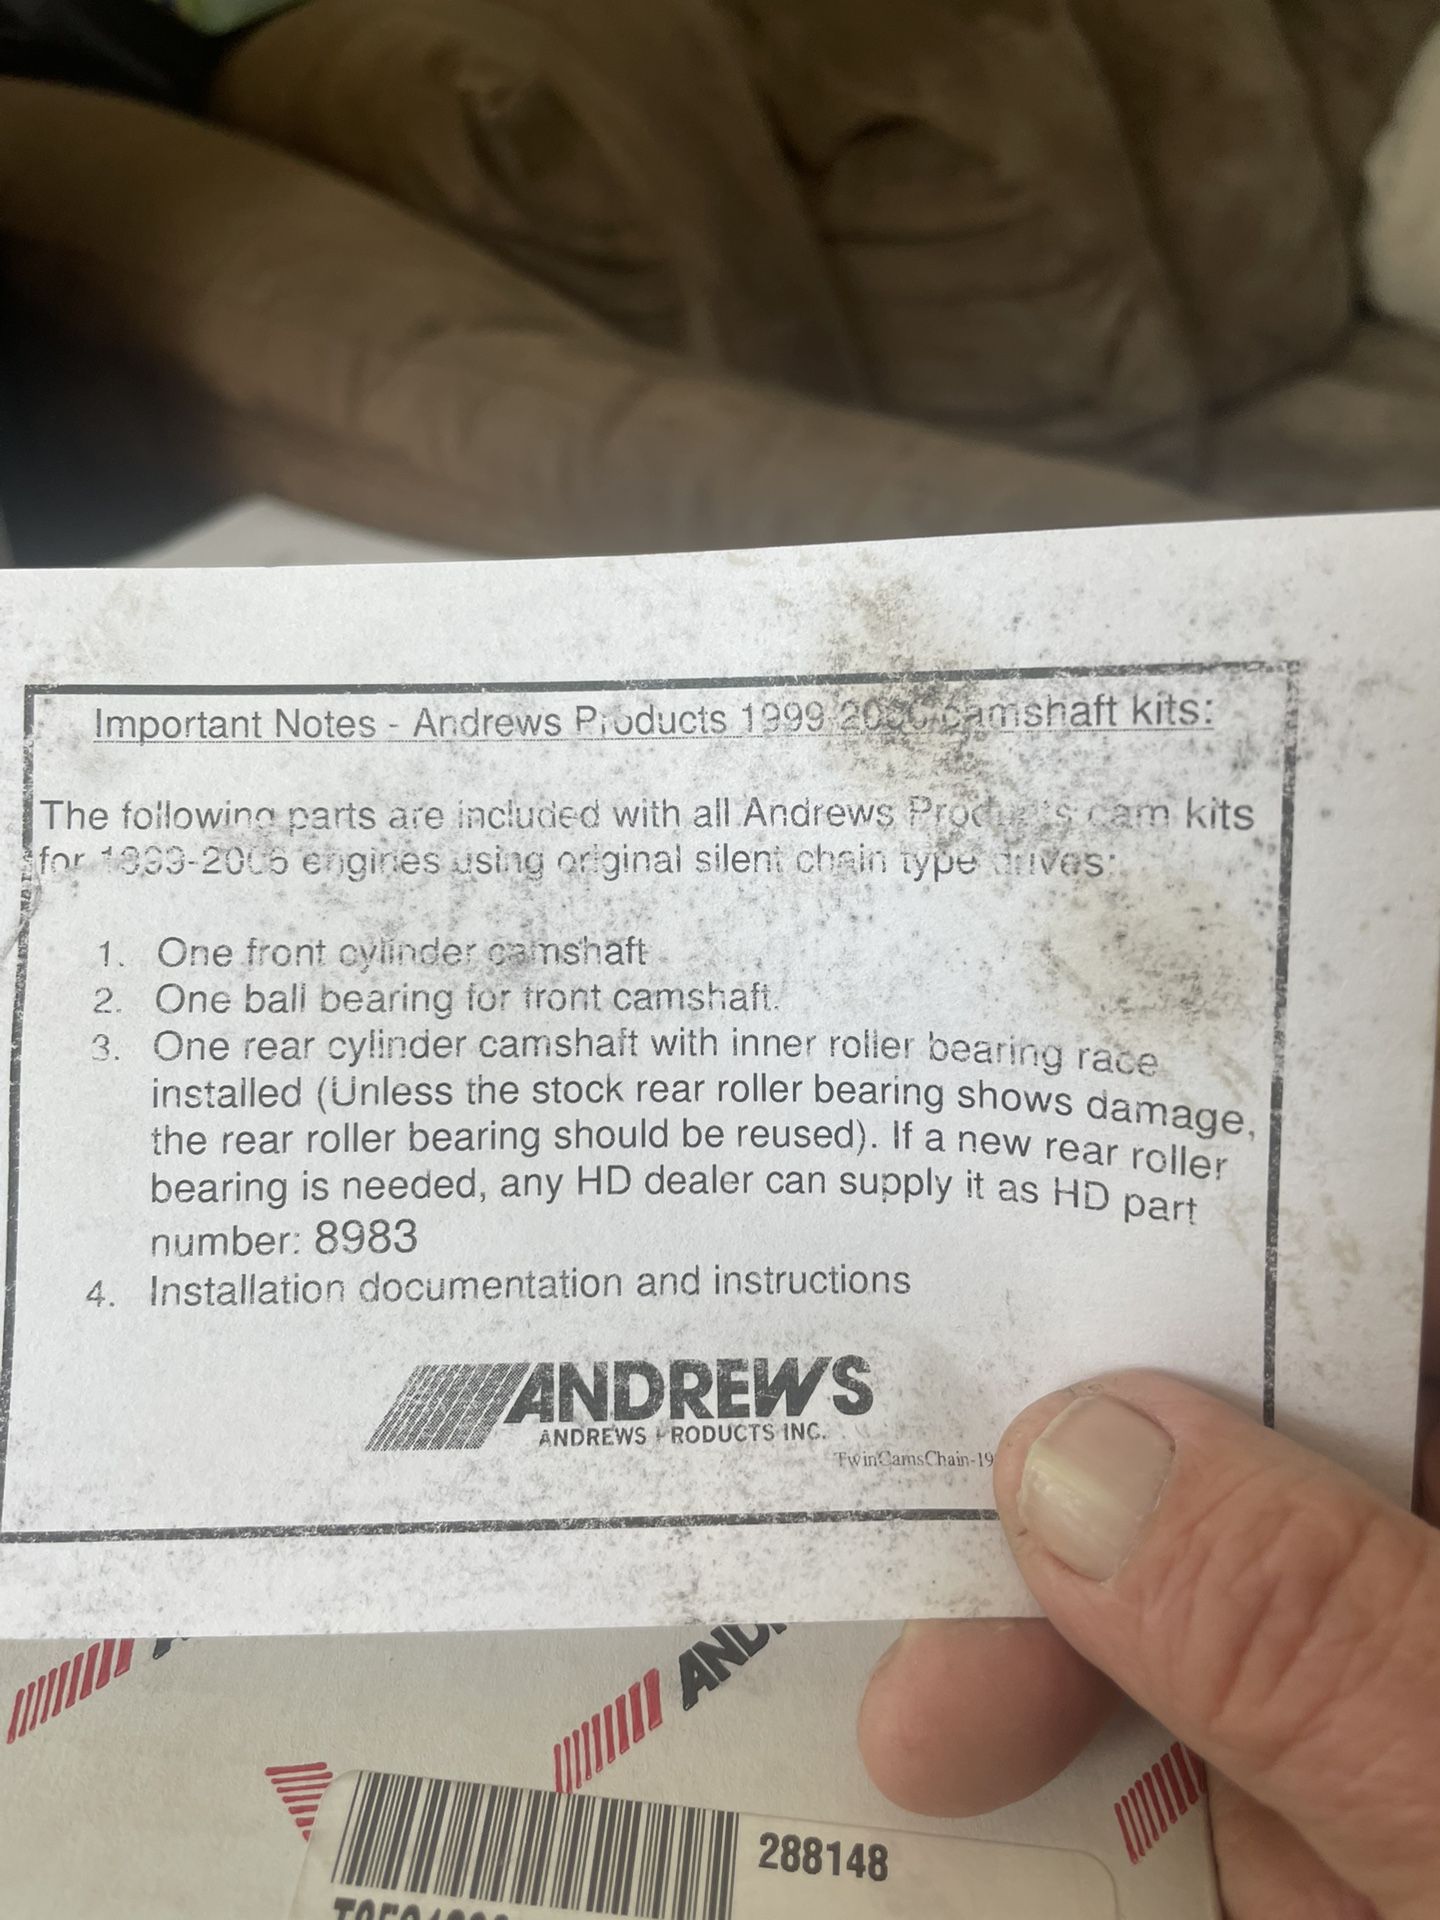 Important Notes - Andrews Products 1999-2006 camshaft kits:
The following parts are included with all Andrews Products cam kits
for 1999-2006 engines using original silent chain type drives:
1. One front cylinder camshaft
2. One ball bearing for front camshaft.
3. One rear cylinder camshaft with inner roller bearing race
installed (Unless the stock rear roller bearing shows damage,
the rear roller bearing should be reused). If a new rear roller
bearing is needed, any HD dealer can supply it as HD part
number: 8983
4. Installation documentation and instructions
ANDREWS
ANDREWS PRODUCTS INC.
TwinCamsChain-19
AND
288148